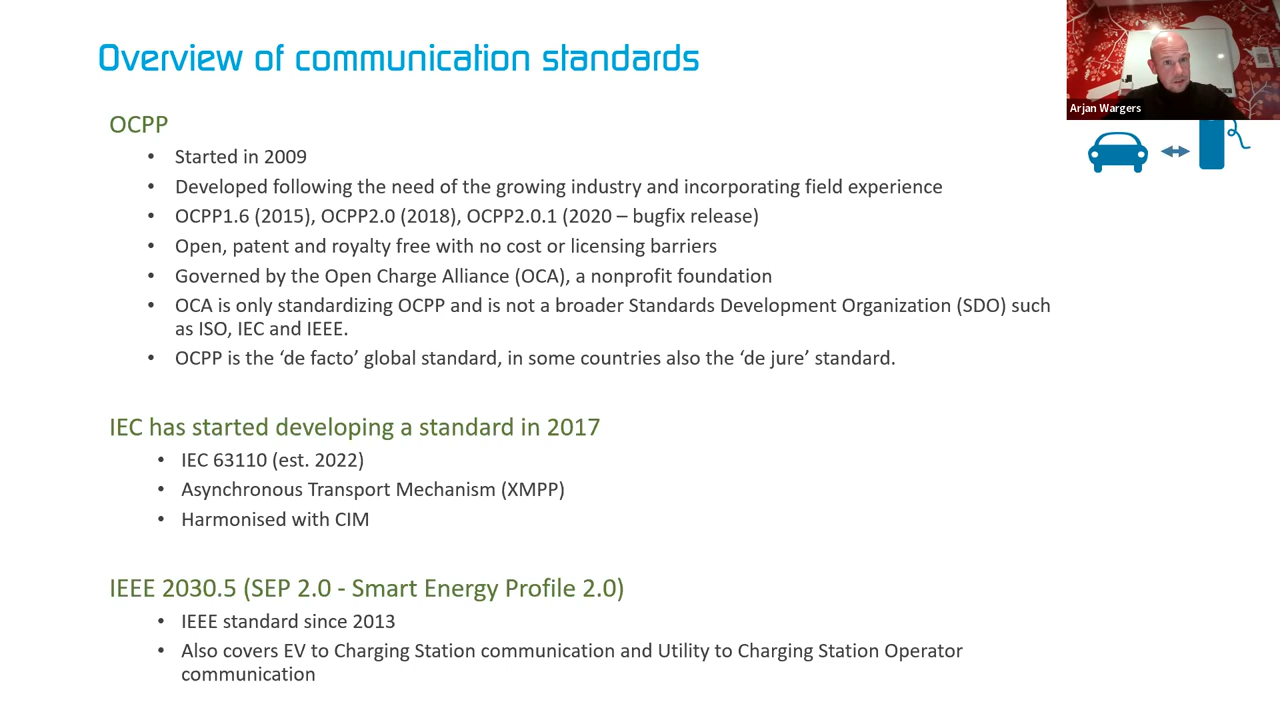 Overview of communication standards
Arjan Wargers
OCPP
• Started in 2009
• Developed following the need of the growing industry and incorporating field experience
• OCPP1.6 (2015), OCPP2.0 (2018), OCPP2.0.1 (2020 – bugfix release)
• Open, patent and royalty free with no cost or licensing barriers
• Governed by the Open Charge Alliance (OCA), a nonprofit foundation
• OCA is only standardizing OCPP and is not a broader Standards Development Organization (SDO) such
as ISO, IEC and IEEE.
• OCPP is the ‘de facto’ global standard, in some countries also the ‘de jure’ standard.
IEC has started developing a standard in 2017
• IEC 63110 (est. 2022)
• Asynchronous Transport Mechanism (XMPP)
• Harmonised with CIM
IEEE 2030.5 (SEP 2.0 - Smart Energy Profile 2.0)
• IEEE standard since 2013
• Also covers EV to Charging Station communication and Utility to Charging Station Operator
communication